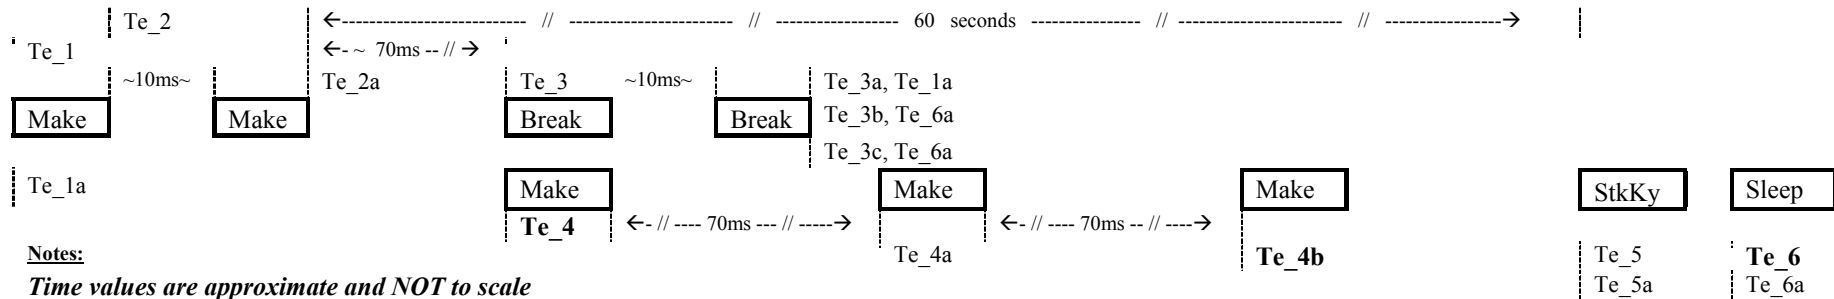 Te_2 ←--------------------------- // ------------------------ // ------------------ 60 seconds ---------------- // ------------------------ // -----------------→
Te_1 ←- ~ 70ms -- // →
~10ms~ Te_2a Te_3 ~10ms~ Te_3a, Te_1a
Make Make Break Break Te_3b, Te_6a
Te_3c, Te_6a
Te_1a Make Make Make StkKy Sleep
Te_4 ←- // ---- 70ms --- // -----→ ←- // ---- 70ms -- // ----→
Notes: Te_4a Te_4b Te_5 Te_6
Time values are approximate and NOT to scale Te_5a Te_6a